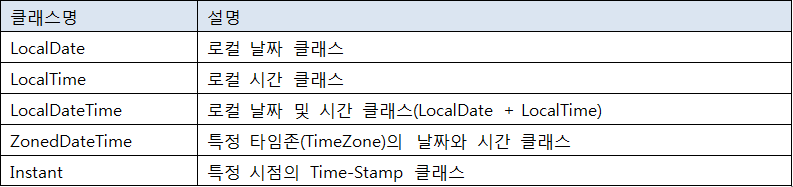 클래스명 설명
LocalDate 로컬 날짜 클래스
LocalTime 로컬 시간 클래스
LocalDateTime 로컬 날짜 및 시간 클래스(LocalDate + LocalTime)
ZonedDateTime 특정 타임존(TimeZone)의 날짜와 시간 클래스
Instant 특정 시점의 Time-Stamp 클래스